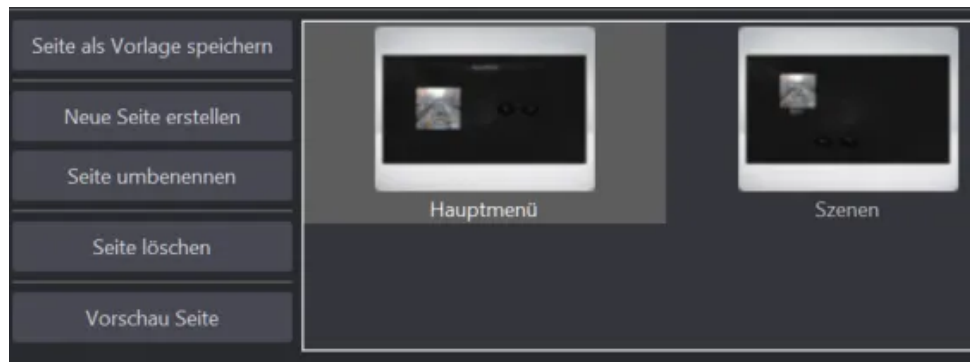 Seite als Vorlage speichern
Neue Seite erstellen
Seite umbenennen
Seite löschen
Vorschau Seite
Hauptmenü
Szenen